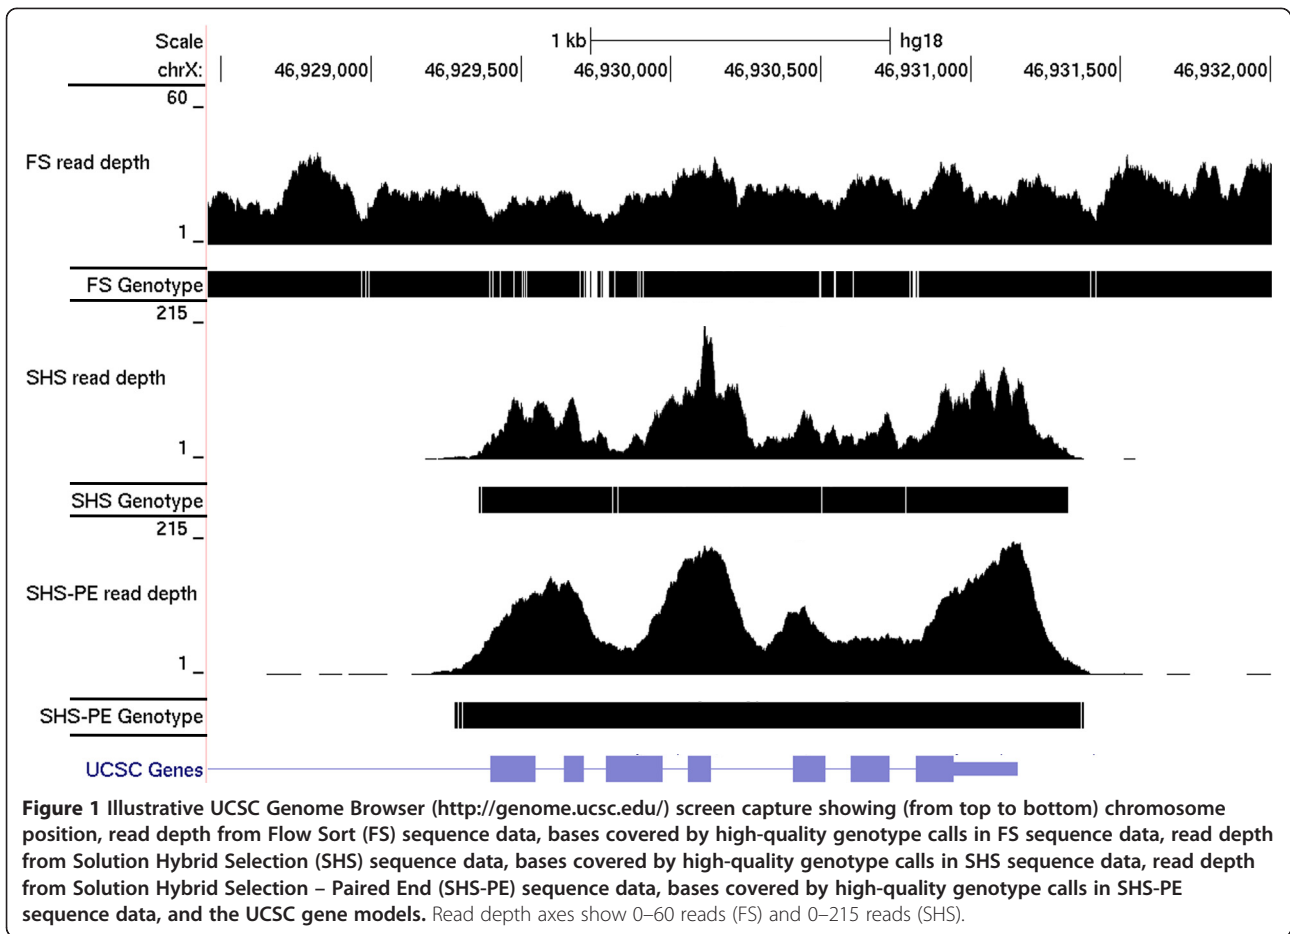 Scale 1 kb hg18
chrX: 46,929,000 46,929,500 46,930,000 46,930,500 46,931,000 46,931,500 46,932,000
60
FS read depth
1
FS Genotype
215
SHS read depth
1
SHS Genotype
215
SHS-PE read depth
1
SHS-PE Genotype
UCSC Genes
Figure 1 Illustrative UCSC Genome Browser (http://genome.ucsc.edu/) screen capture showing (from top to bottom) chromosome
position, read depth from Flow Sort (FS) sequence data, bases covered by high-quality genotype calls in FS sequence data, read depth
from Solution Hybrid Selection (SHS) sequence data, bases covered by high-quality genotype calls in SHS sequence data, read depth
from Solution Hybrid Selection – Paired End (SHS-PE) sequence data, bases covered by high-quality genotype calls in SHS-PE
sequence data, and the UCSC gene models. Read depth axes show 0–60 reads (FS) and 0–215 reads (SHS).